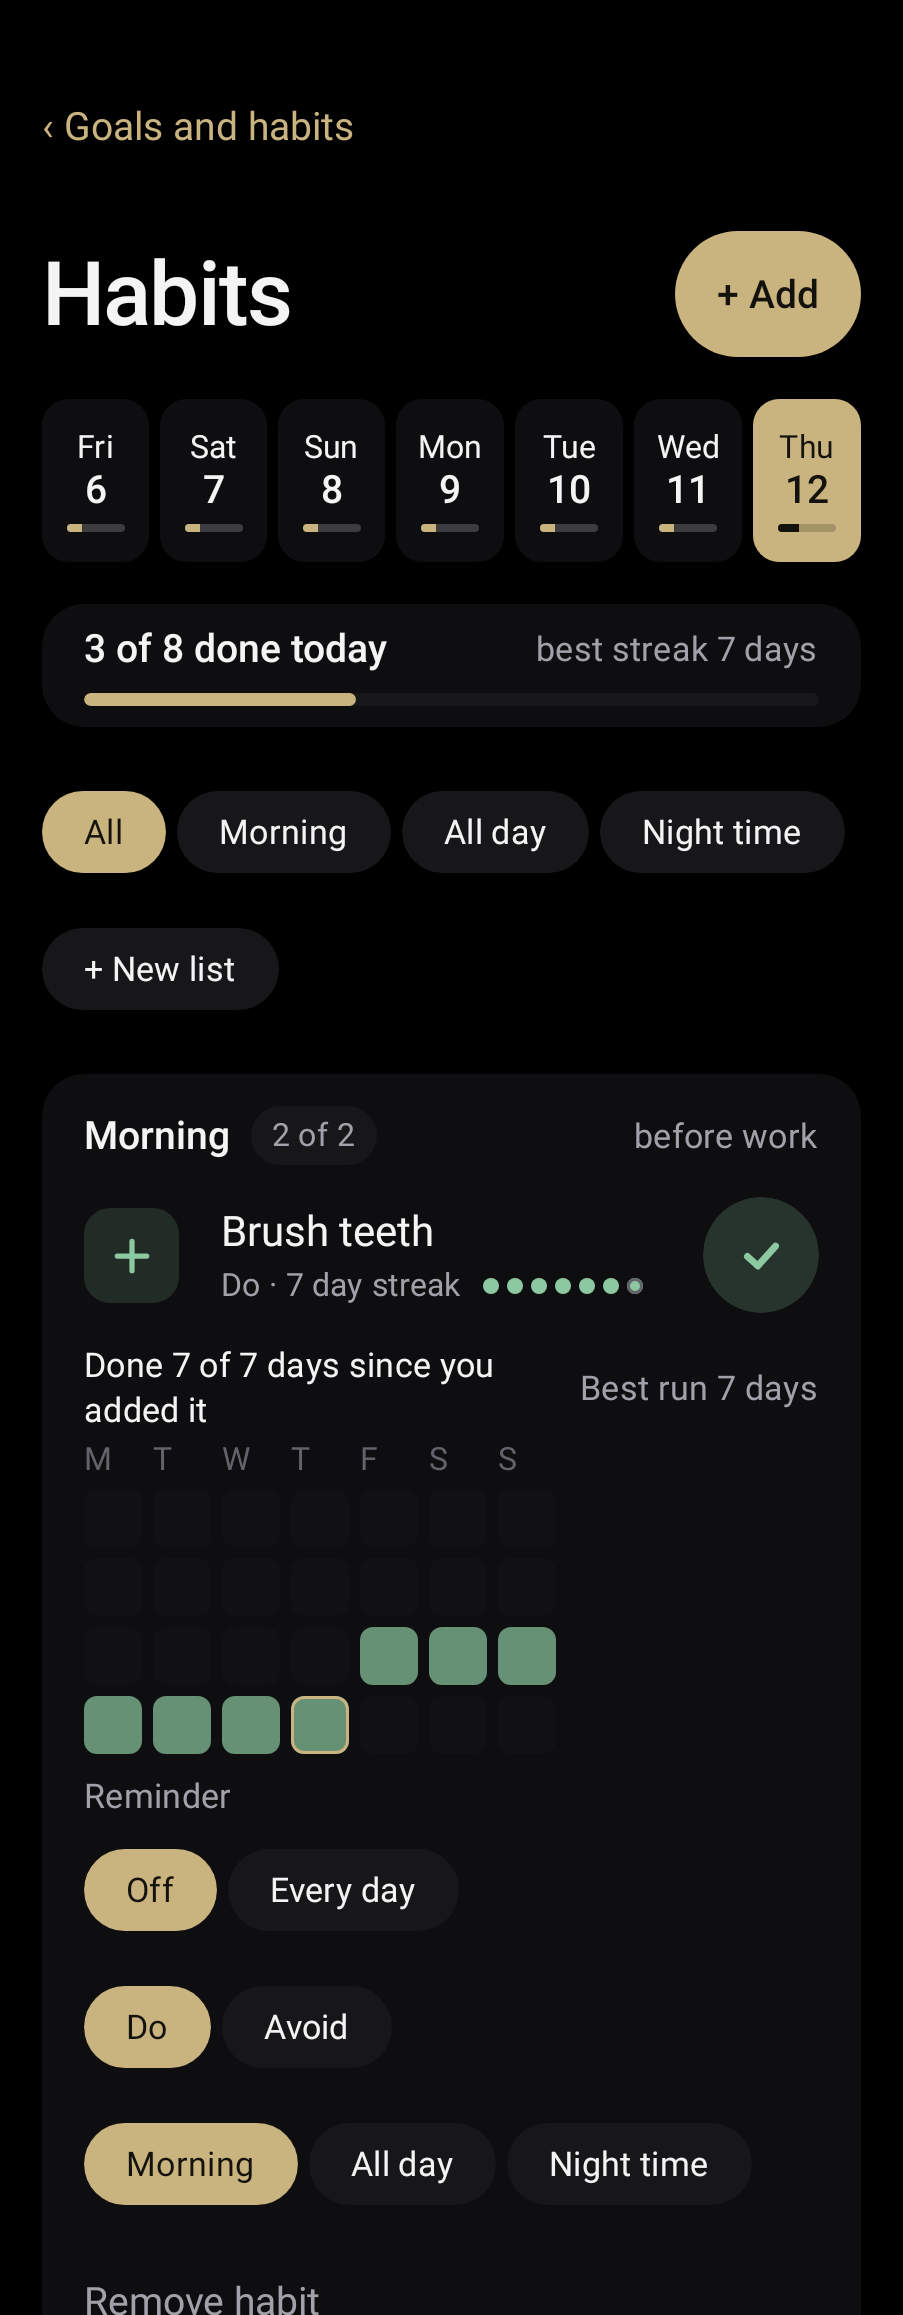 ‹ Goals and habits
Habits
+ Add
Fri Sat Sun Mon Tue Wed Thu
6 7 8 9 10 11 12
3 of 8 done today best streak 7 days
All Morning All day Night time
+ New list
Morning 2 of 2 before work
Brush teeth
Do · 7 day streak
Done 7 of 7 days since you
added it
Best run 7 days
M T W T F S S
Reminder
Off Every day
Do Avoid
Morning All day Night time
Remove habit